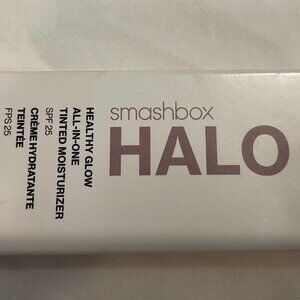 smashbox
HALO
HEALTHY GLOW
ALL-IN-ONE
TINTED MOISTURIZER
SPF 25
CRÈME HYDRATANTE
TEINTÉE
FPS 25